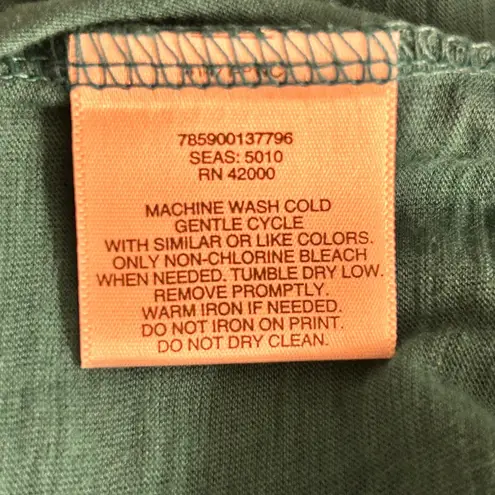 785900137796
SEAS: 5010
RN 42000
MACHINE WASH COLD
GENTLE CYCLE
WITH SIMILAR OR LIKE COLORS.
ONLY NON-CHLORINE BLEACH
WHEN NEEDED. TUMBLE DRY LOW.
REMOVE PROMPTLY.
WARM IRON IF NEEDED.
DO NOT IRON ON PRINT.
DO NOT DRY CLEAN.